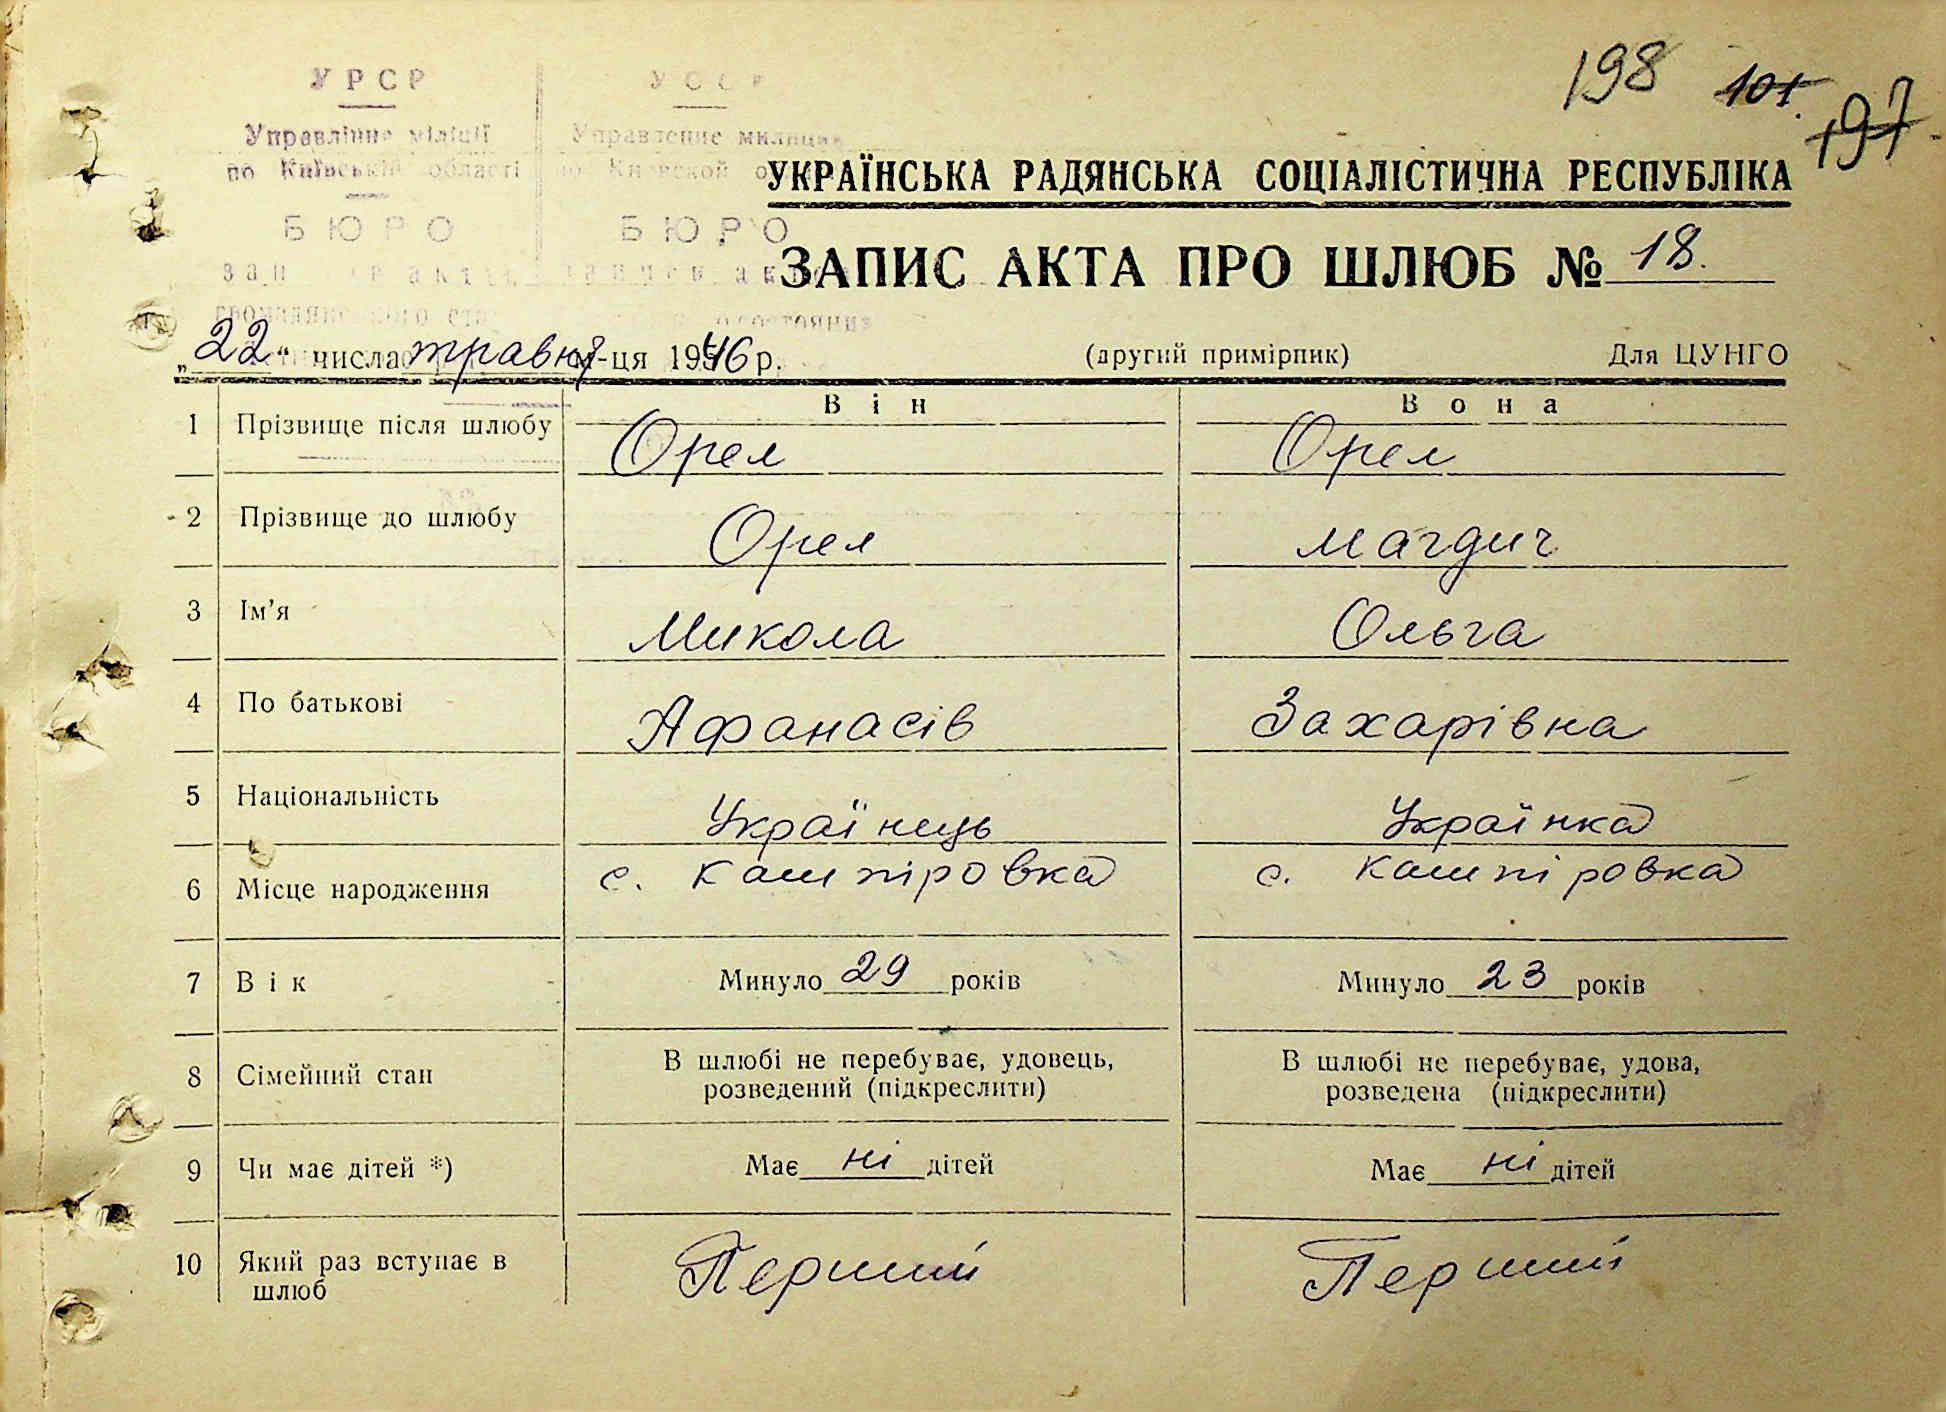 198 101. 197
УРСР УССР
Управління міліції Управление милиции
по Київській області по Киевской
БЮРО БЮРО
УКРАЇНСЬКА РАДЯНСЬКА СОЦІАЛІСТИЧНА РЕСПУБЛІКА
ЗАПИС АКТА ПРО ШЛЮБ № 18.
„22“ числа травня м-ця 1946 р. (другий примірник) Для ЦУНГО
Він Вона
1 Прізвище після шлюбу Орел Орел
2 Прізвище до шлюбу Орел Магдич
3 Ім’я Микола Ольга
4 По батькові Афанасів Захарівна
5 Національність Українець Українка
6 Місце народження с. Кашпіровка с. Кашпіровка
7 Вік Минуло 29 років Минуло 23 років
8 Сімейний стан В шлюбі не перебуває, удовець, В шлюбі не перебуває, удова,
розведений (підкреслити) розведена (підкреслити)
9 Чи має дітей *) Має ні дітей Має ні дітей
10 Який раз вступає в Перший Перший
шлюб